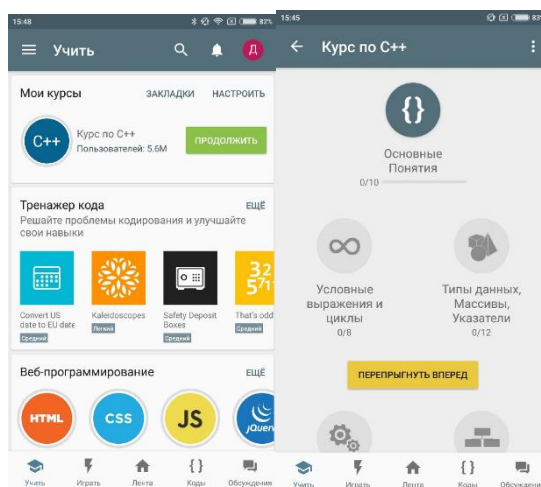 15:48
82%
Учить
Д
Мои курсы
ЗАКЛАДКИ
НАСТРОИТЬ
C++
Курс по C++
Пользователей: 5.6M
ПРОДОЛЖИТЬ
Тренажер кода
ЕЩЁ
Решайте проблемы кодирования и улучшайте
свои навыки
32
Convert US
date to EU date
Средний
Kaleidoscopes
Легкий
Safety Deposit
Boxes
Средний
That's odd
Средний
Веб-программирование
ЕЩЁ
HTML
CSS
JS
jQuery
Учить
Играть
Лента
{ }
Коды
Обсуждения
15:45
83%
Курс по C++
{}
Основные
Понятия
0/10
Условные
выражения и
циклы
0/8
Типы данных,
Массивы,
Указатели
0/12
ПЕРЕПРЫГНУТЬ ВПЕРЕД
Учить
Играть
Лента
{ }
Коды
Обсуждения